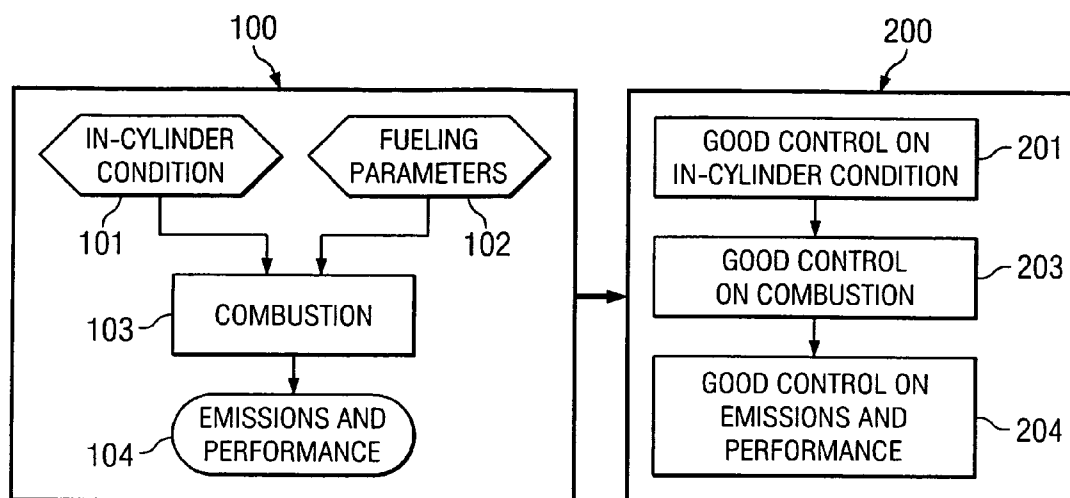 100
IN-CYLINDER
CONDITION
FUELING
PARAMETERS
101
102
103
COMBUSTION
104
EMISSIONS AND
PERFORMANCE
200
GOOD CONTROL ON
IN-CYLINDER CONDITION
201
GOOD CONTROL
ON COMBUSTION
203
GOOD CONTROL ON
EMISSIONS AND
PERFORMANCE
204